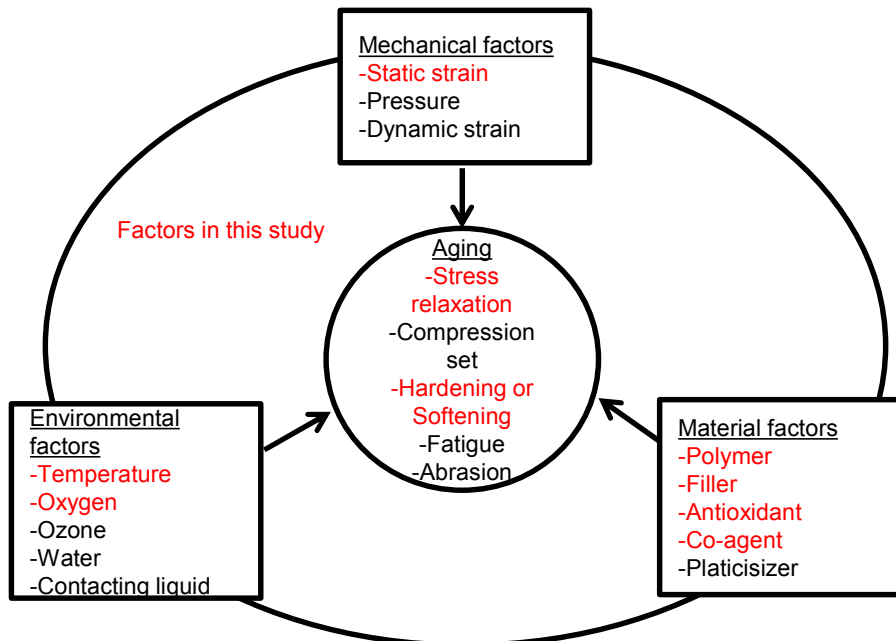 Mechanical factors
-Static strain
-Pressure
-Dynamic strain
Factors in this study
Aging
-Stress
relaxation
-Compression
set
-Hardening or
Softening
-Fatigue
-Abrasion
Environmental
factors
-Temperature
-Oxygen
-Ozone
-Water
-Contacting liquid
Material factors
-Polymer
-Filler
-Antioxidant
-Co-agent
-Platicisizer